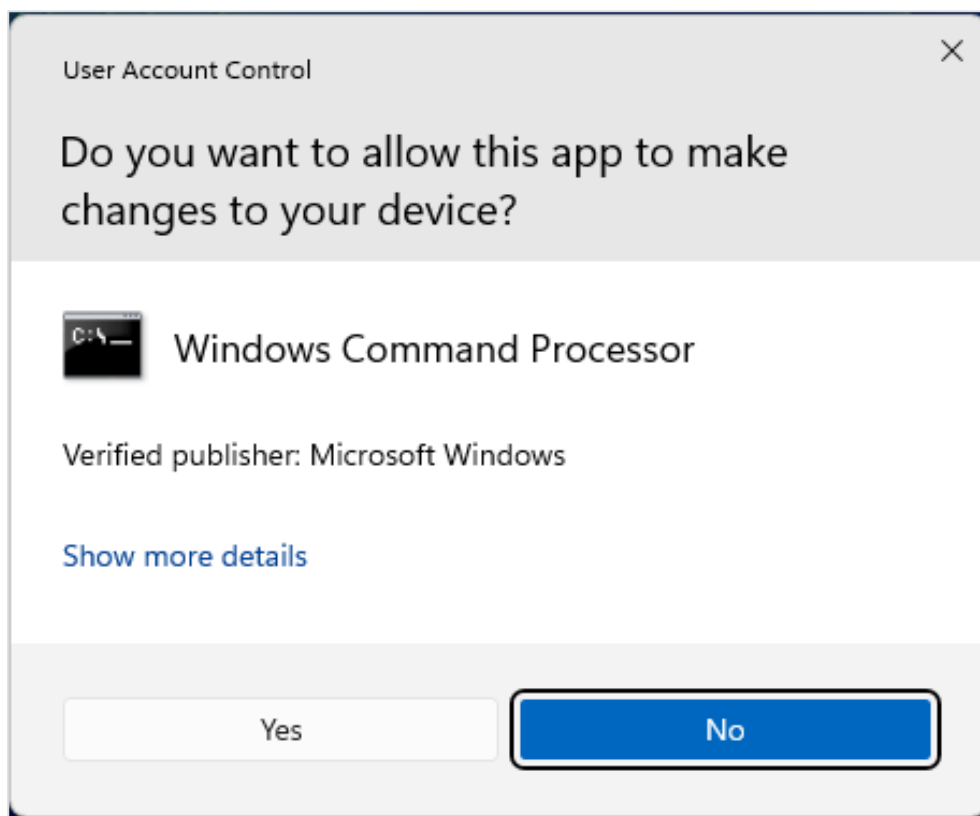 User Account Control
Do you want to allow this app to make
changes to your device?
C:\_
Windows Command Processor
Verified publisher: Microsoft Windows
Show more details
Yes
No